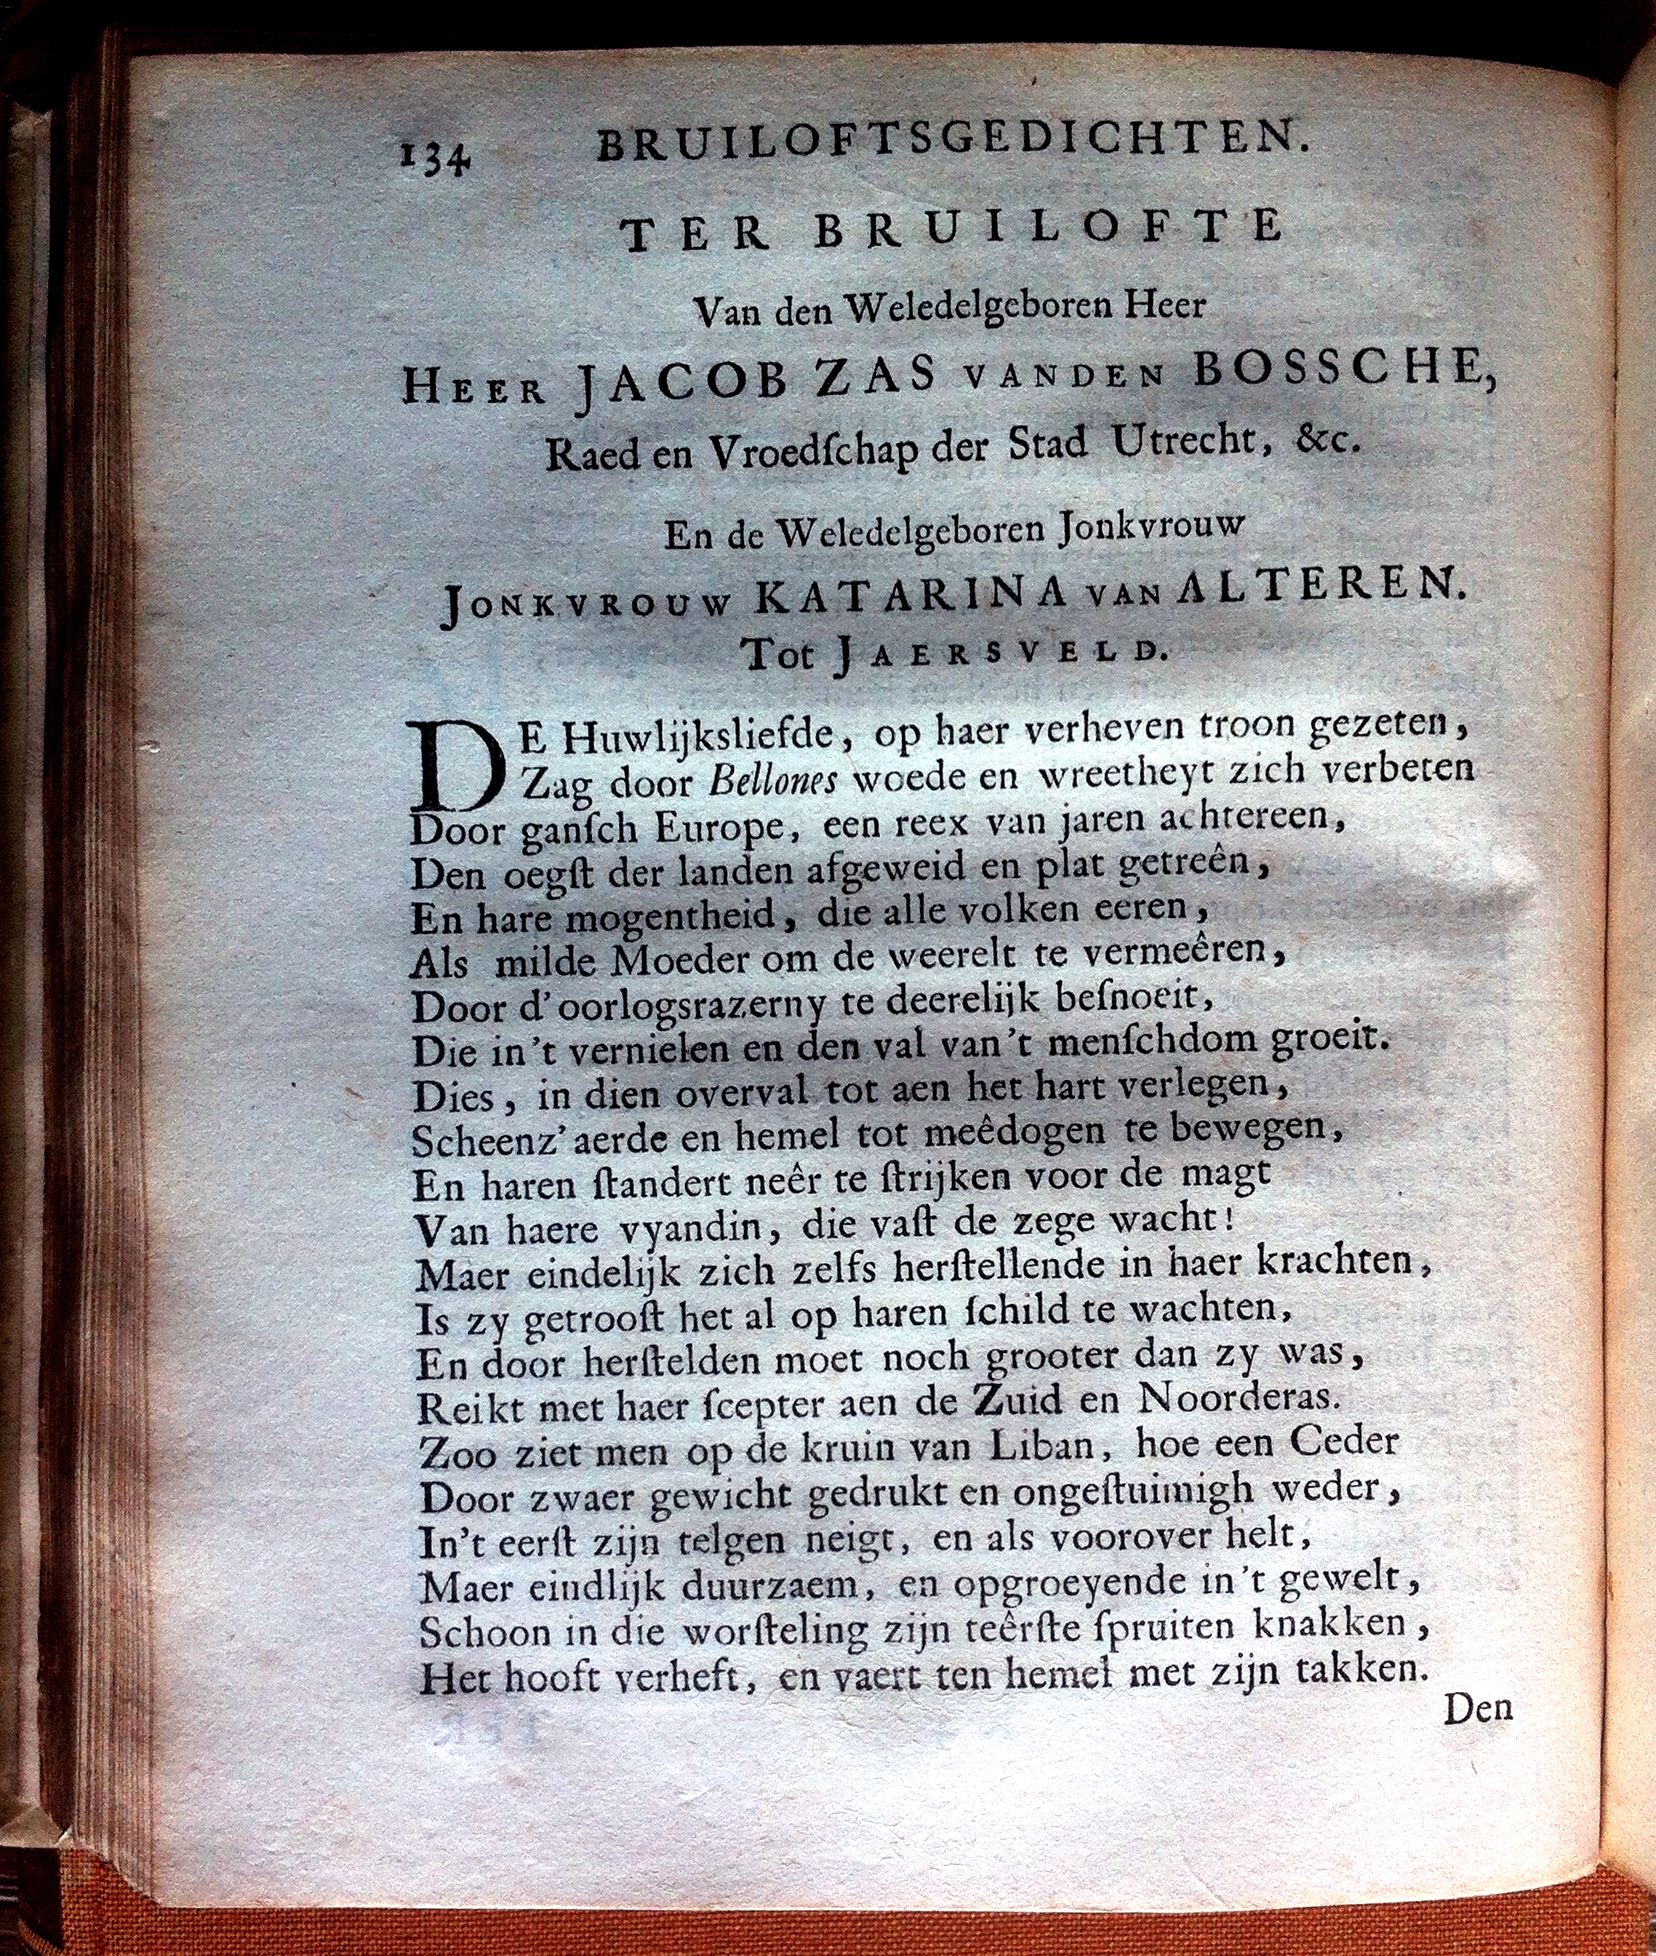 134 BRUILOFTSGEDICHTEN.
TER BRUILOFTE
Van den Weledelgeboren Heer
HEER JACOB ZAS VANDEN BOSSCHE,
Raed en Vroedſchap der Stad Utrecht, &c.
En de Weledelgeboren Jonkvrouw
JONKVROUW KATARINA VAN ALTEREN.
Tot JAERSVELD.
DE Huwlijksliefde, op haer verheven troon gezeten,
Zag door Bellones woede en wreetheyt zich verbeten
Door ganſch Europe, een reex van jaren achtereen,
Den oegſt der landen afgeweid en plat getreên,
En hare mogentheid, die alle volken eeren,
Als milde Moeder om de weerelt te vermeêren,
Door d'oorlogsrazerny te deerelijk beſnoeit,
Die in't vernielen en den val van't menſchdom groeit.
Dies, in dien overval tot aen het hart verlegen,
Scheenz' aerde en hemel tot meêdogen te bewegen,
En haren ſtandert neêr te ſtrijken voor de magt
Van haere vyandin, die vaſt de zege wacht!
Maer eindelijk zich zelfs herſtellende in haer krachten,
Is zy getrooſt het al op haren ſchild te wachten,
En door herſtelden moet noch grooter dan zy was,
Reikt met haer ſcepter aen de Zuid en Noorderas.
Zoo ziet men op de kruin van Liban, hoe een Ceder
Door zwaer gewicht gedrukt en ongeſtuimigh weder,
In't eerſt zijn telgen neigt, en als voorover helt,
Maer eindlijk duurzaem, en opgroeyende in't gewelt,
Schoon in die worſteling zijn teêrſte ſpruiten knakken,
Het hooft verheft, en vaert ten hemel met zijn takken.
Den